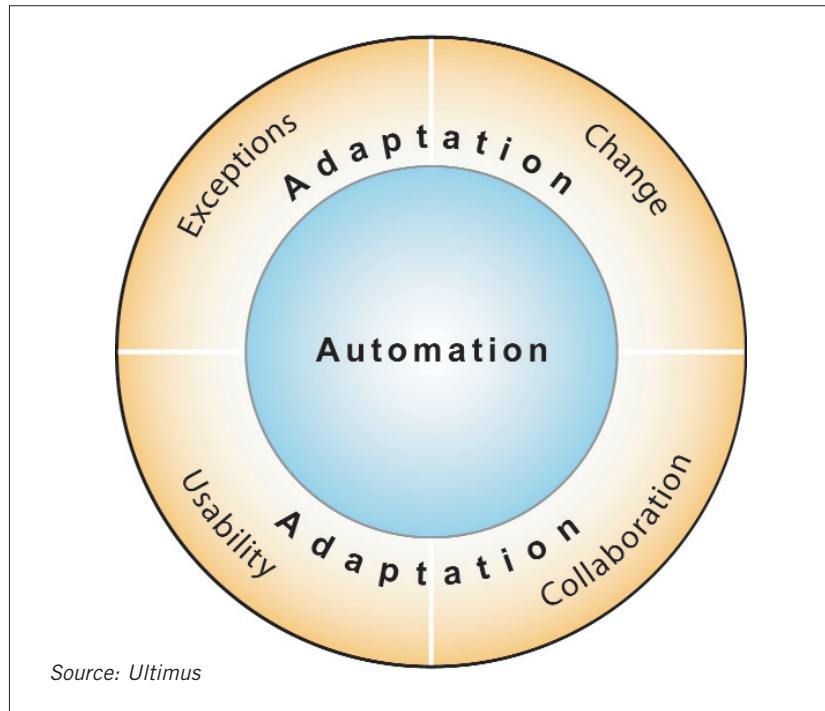 Adaptation
Exceptions
Change
Automation
Usability
Collaboration
Adaptation
Source: Ultimus